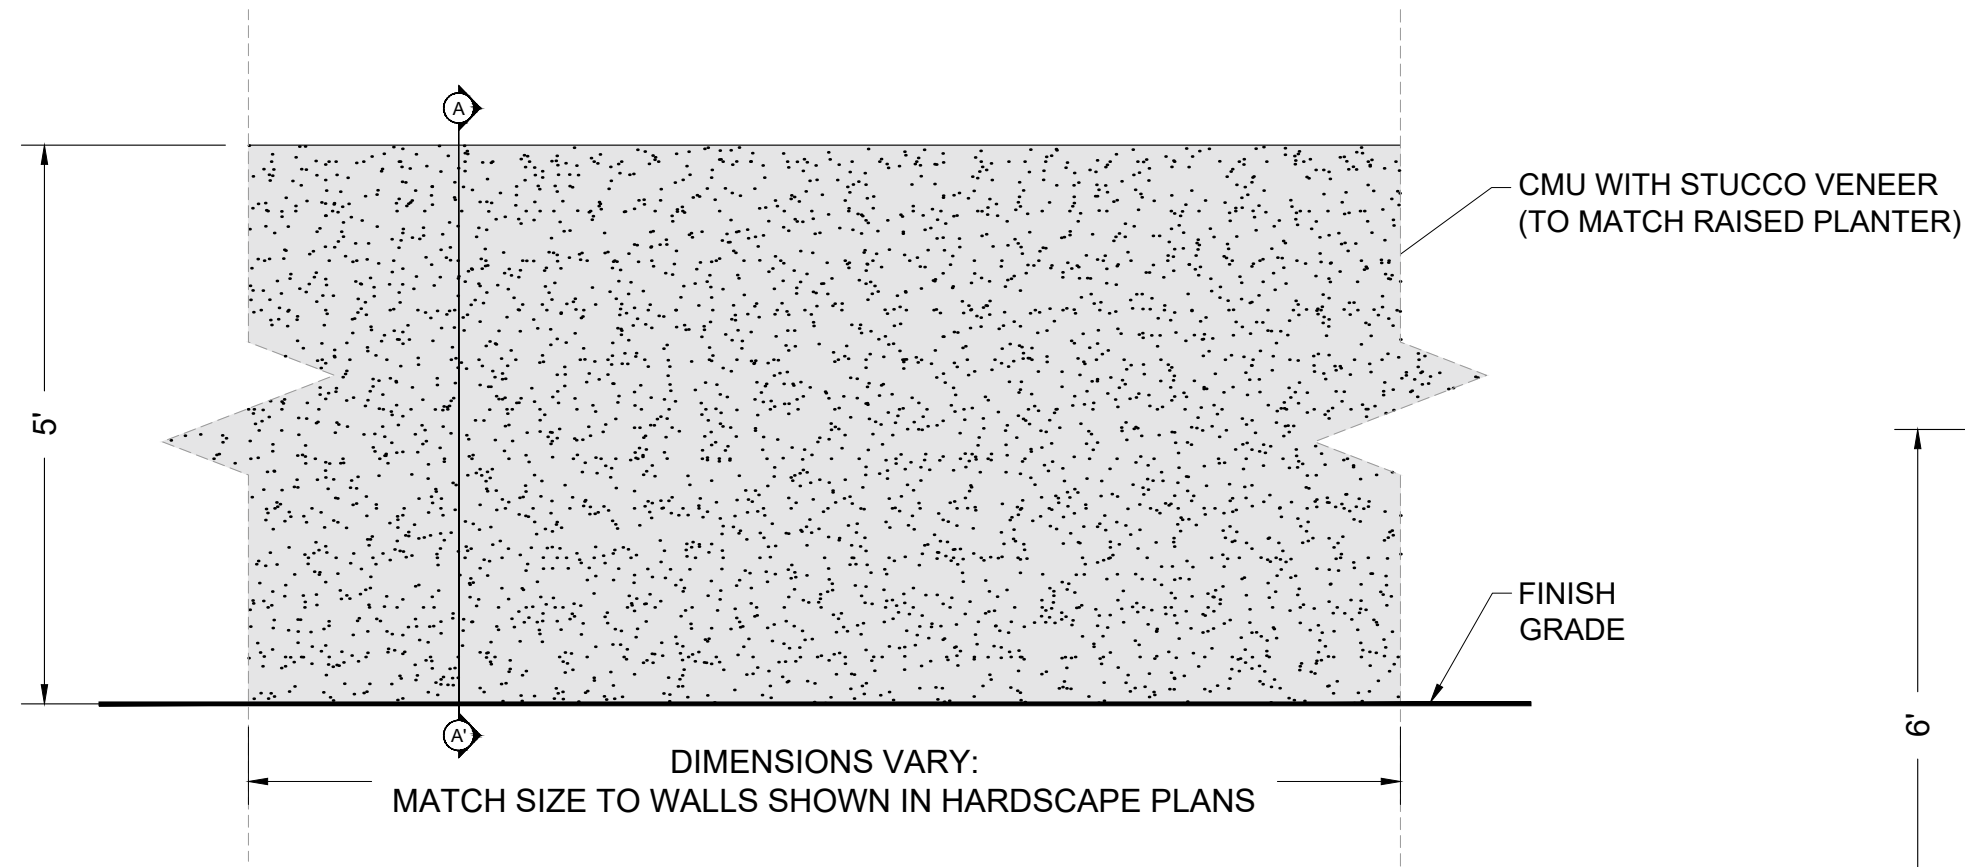 A
5'
CMU WITH STUCCO VENEER
(TO MATCH RAISED PLANTER)
FINISH
GRADE
6'
A'
DIMENSIONS VARY:
MATCH SIZE TO WALLS SHOWN IN HARDSCAPE PLANS